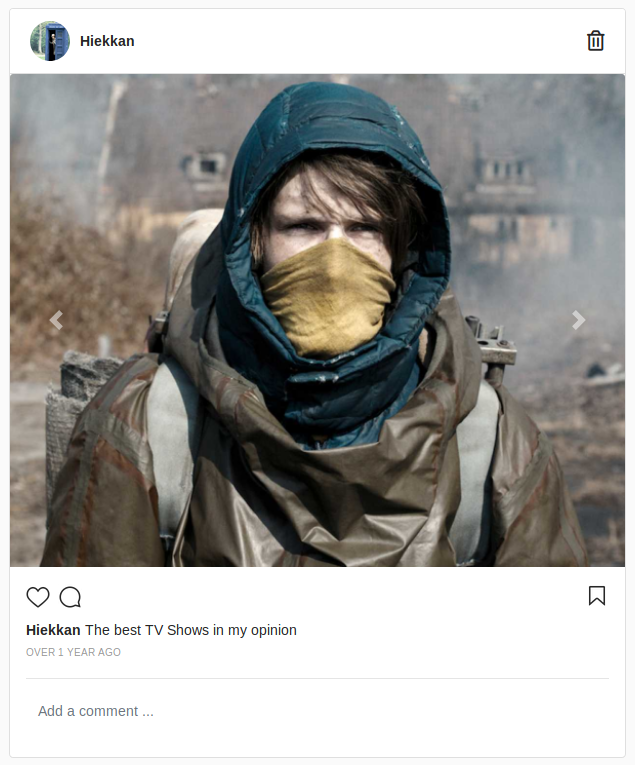 Hiekkan
Hiekkan The best TV Shows in my opinion
OVER 1 YEAR AGO
Add a comment ...